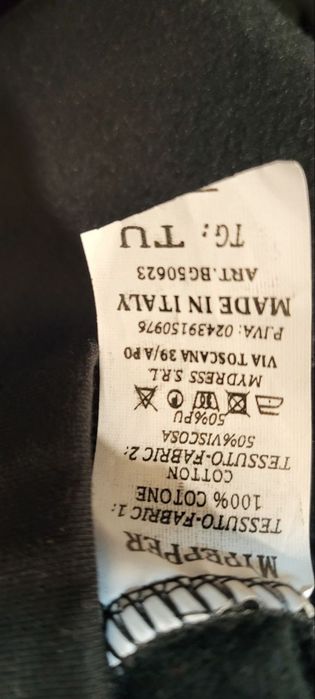 MIPEPPER
TESSUTO-FABRIC 1:
100% COTONE
COTTON
TESSUTO-FABRIC 2:
50%VISCOSA
50%PU
MYDRESS S.R.L
VIA TOSCANA 39/A PO
P.IVA: 02439150976
MADE IN ITALY
ART.BG50623
TG: TU